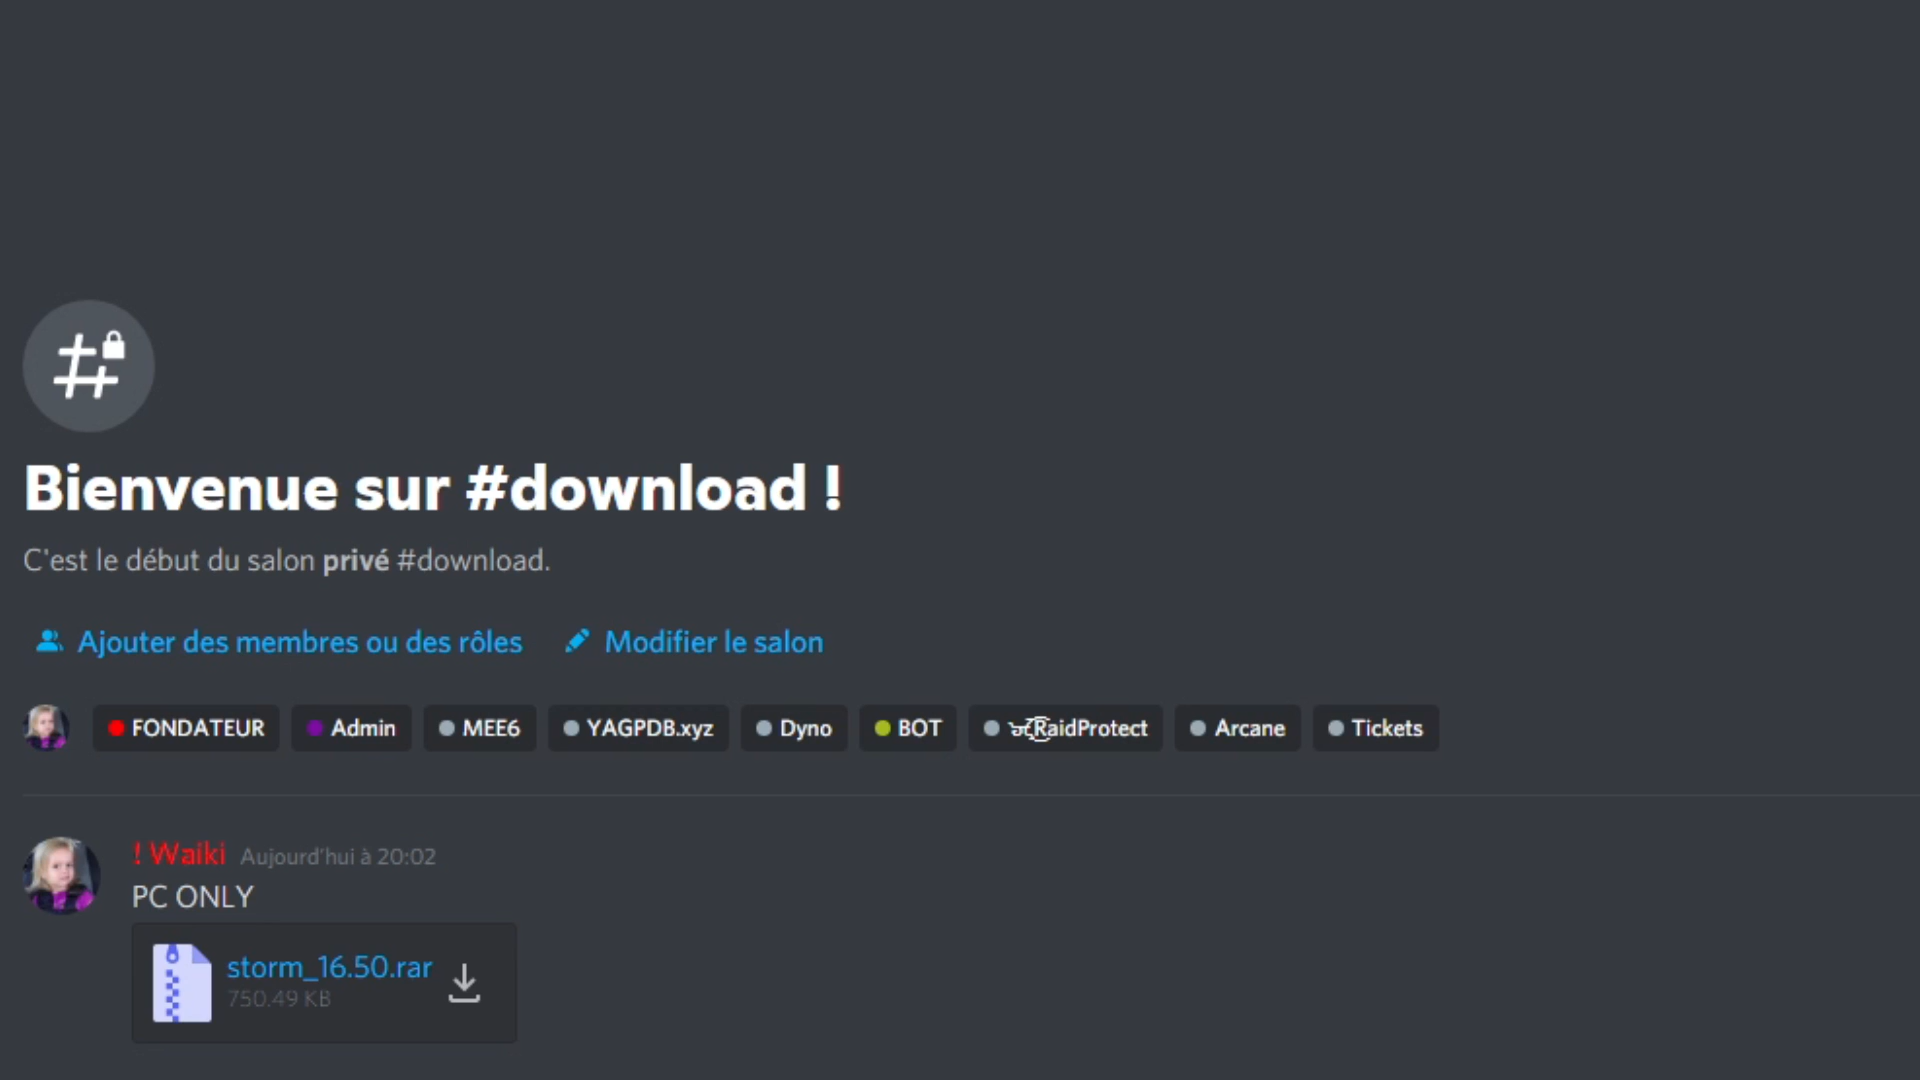 Bienvenue sur #download !
C'est le début du salon privé #download.
Ajouter des membres ou des rôles Modifier le salon
FONDATEUR Admin MEE6 YAGPDB.xyz Dyno BOT RaidProtect Arcane Tickets
! Waiki Aujourd'hui à 20:02
PC ONLY
storm_16.50.rar
750.49 KB